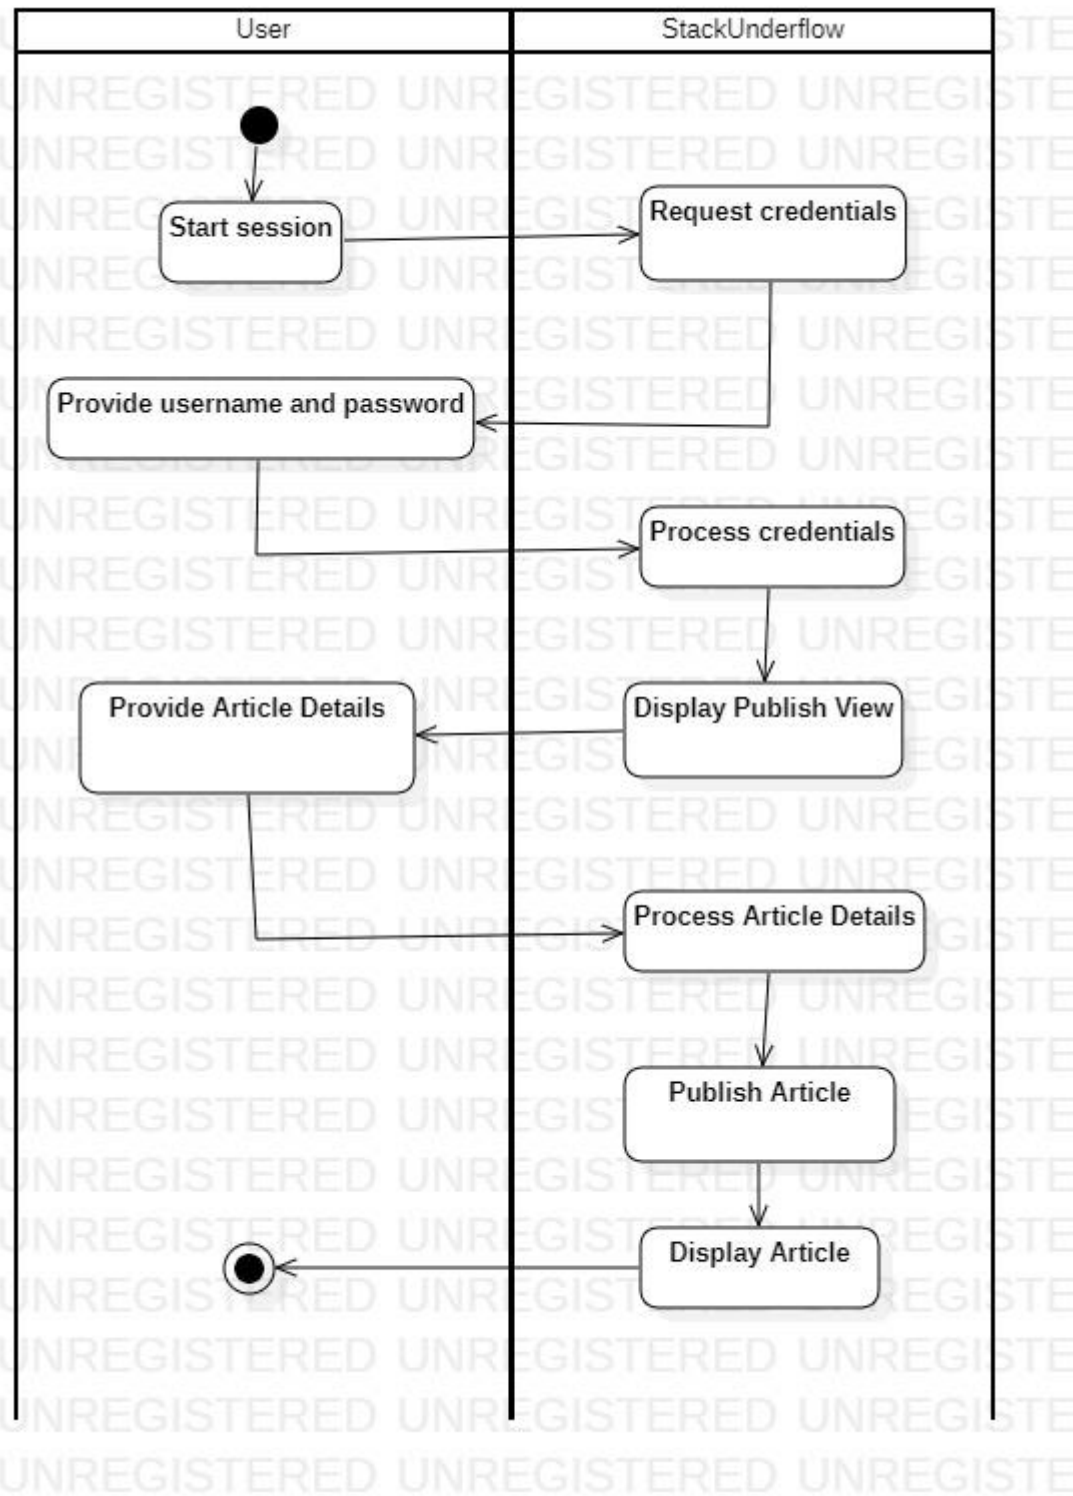 User
StackUnderflow
Start session
Request credentials
Provide username and password
Process credentials
Provide Article Details
Display Publish View
Process Article Details
Publish Article
Display Article
UNREGISTERED